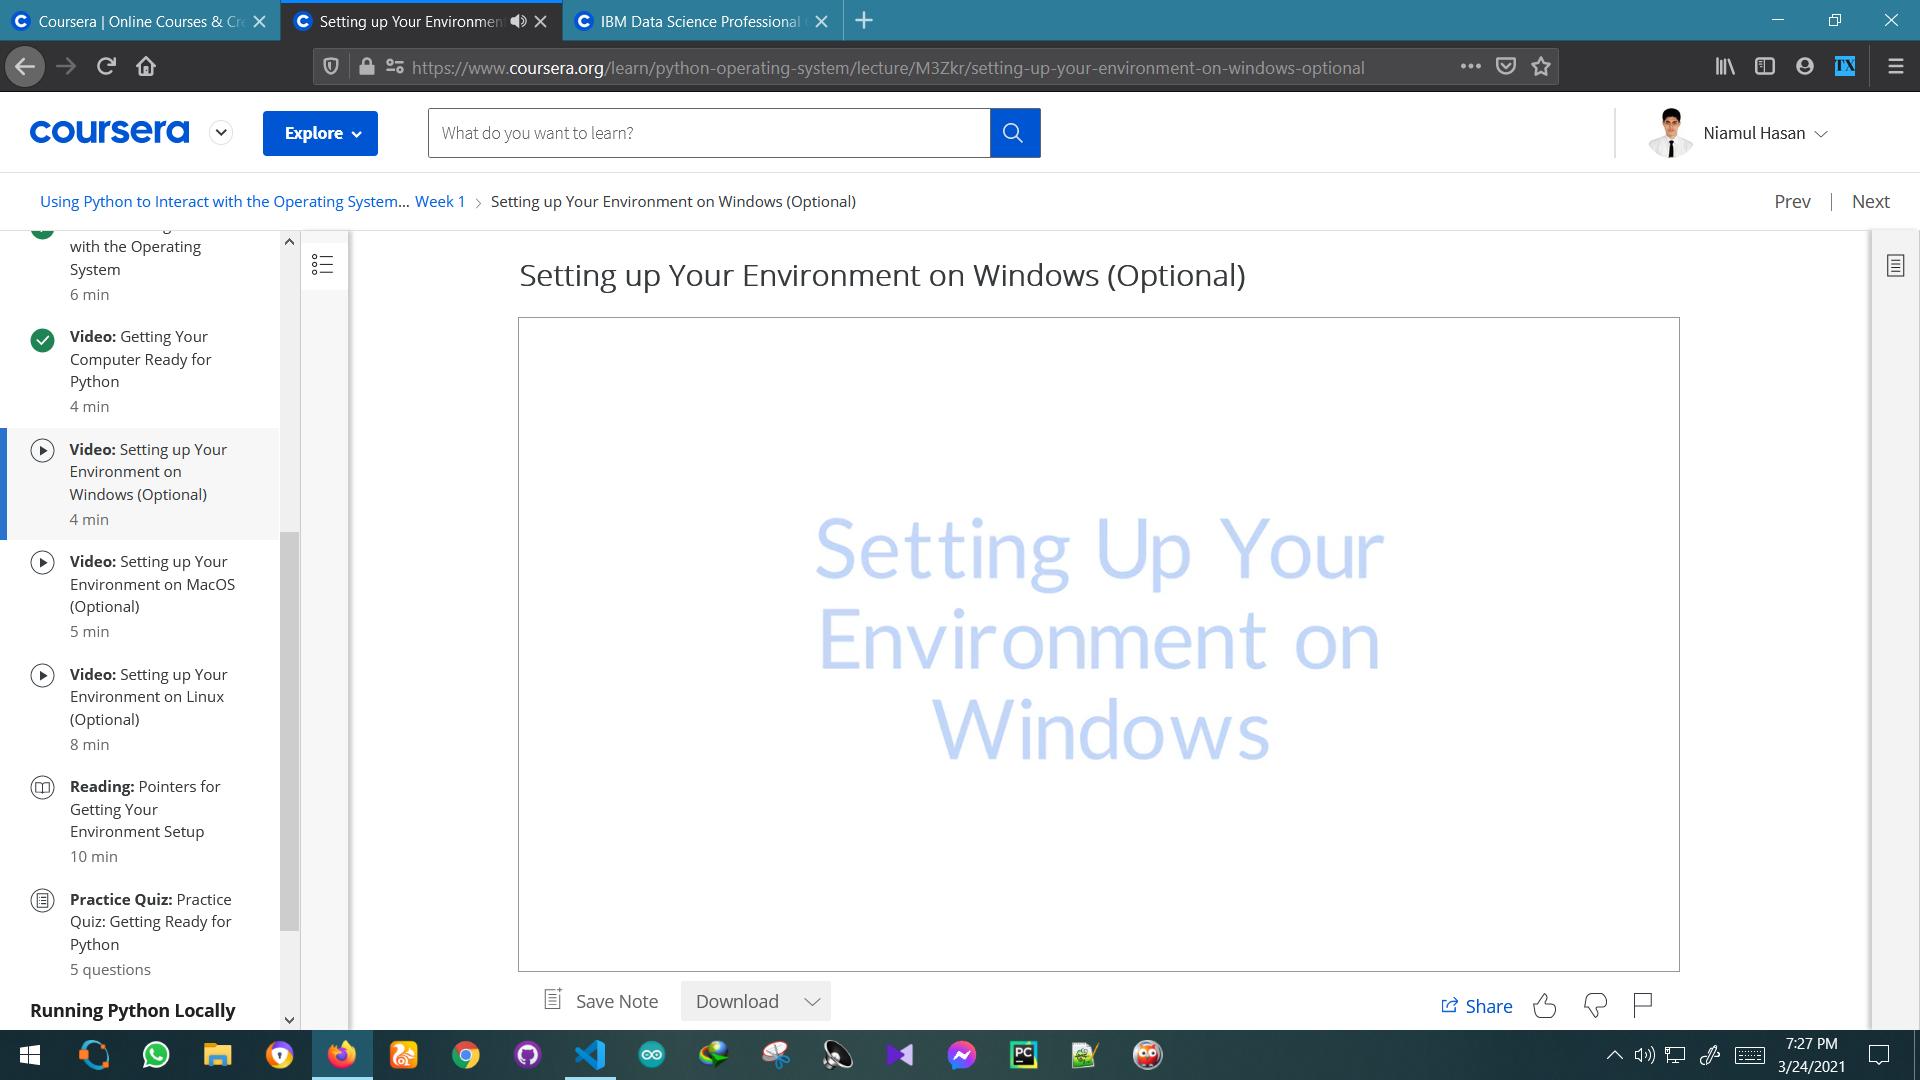 Coursera | Online Courses & Cr
Setting up Your Environmen
IBM Data Science Professional
https://www.coursera.org/learn/python-operating-system/lecture/M3Zkr/setting-up-your-environment-on-windows-optional
TX
coursera
Explore
What do you want to learn?
Niamul Hasan
Using Python to Interact with the Operating System... Week 1 > Setting up Your Environment on Windows (Optional)
Prev | Next
with the Operating
System
6 min
Video: Getting Your
Computer Ready for
Python
4 min
Video: Setting up Your
Environment on
Windows (Optional)
4 min
Video: Setting up Your
Environment on MacOS
(Optional)
5 min
Video: Setting up Your
Environment on Linux
(Optional)
8 min
Reading: Pointers for
Getting Your
Environment Setup
10 min
Practice Quiz: Practice
Quiz: Getting Ready for
Python
5 questions
Running Python Locally
Setting up Your Environment on Windows (Optional)
Setting Up Your
Environment on
Windows
Save Note
Download
Share
PC
7:27 PM
3/24/2021